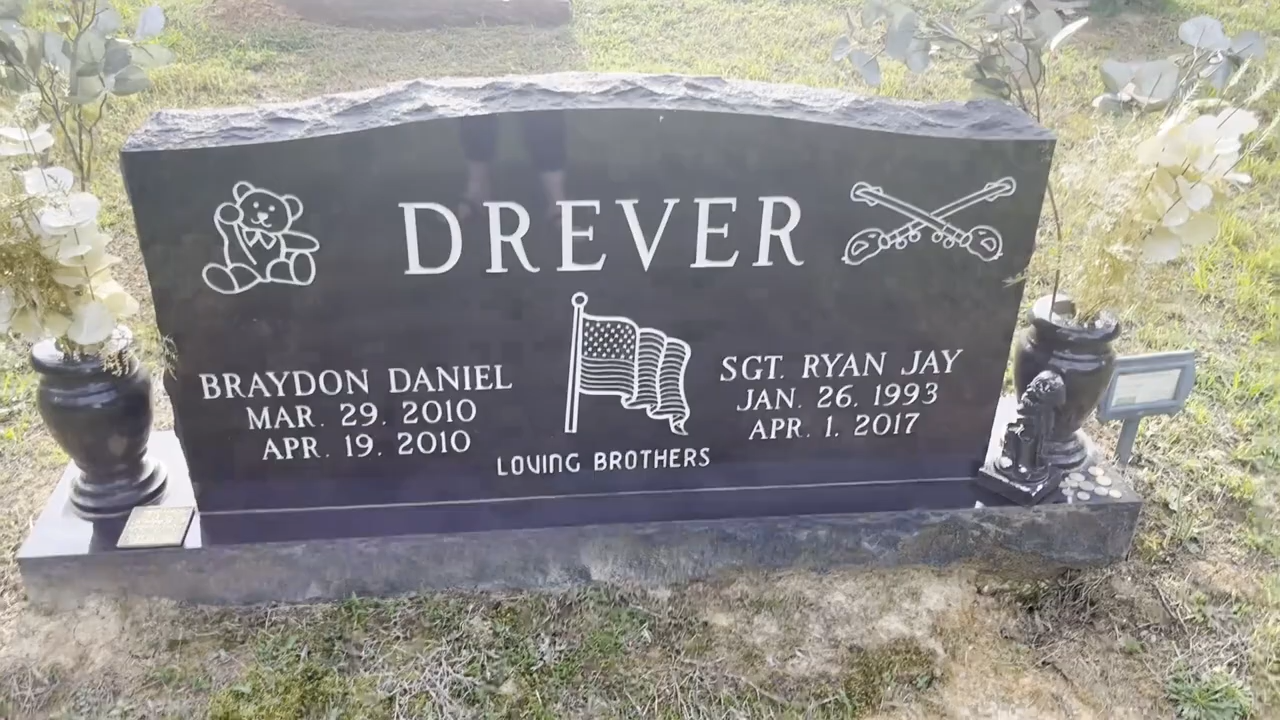 DREVER
BRAYDON DANIEL
MAR. 29. 2010
APR. 19. 2010
SGT. RYAN JAY
JAN. 26. 1993
APR. 1. 2017
LOVING BROTHERS